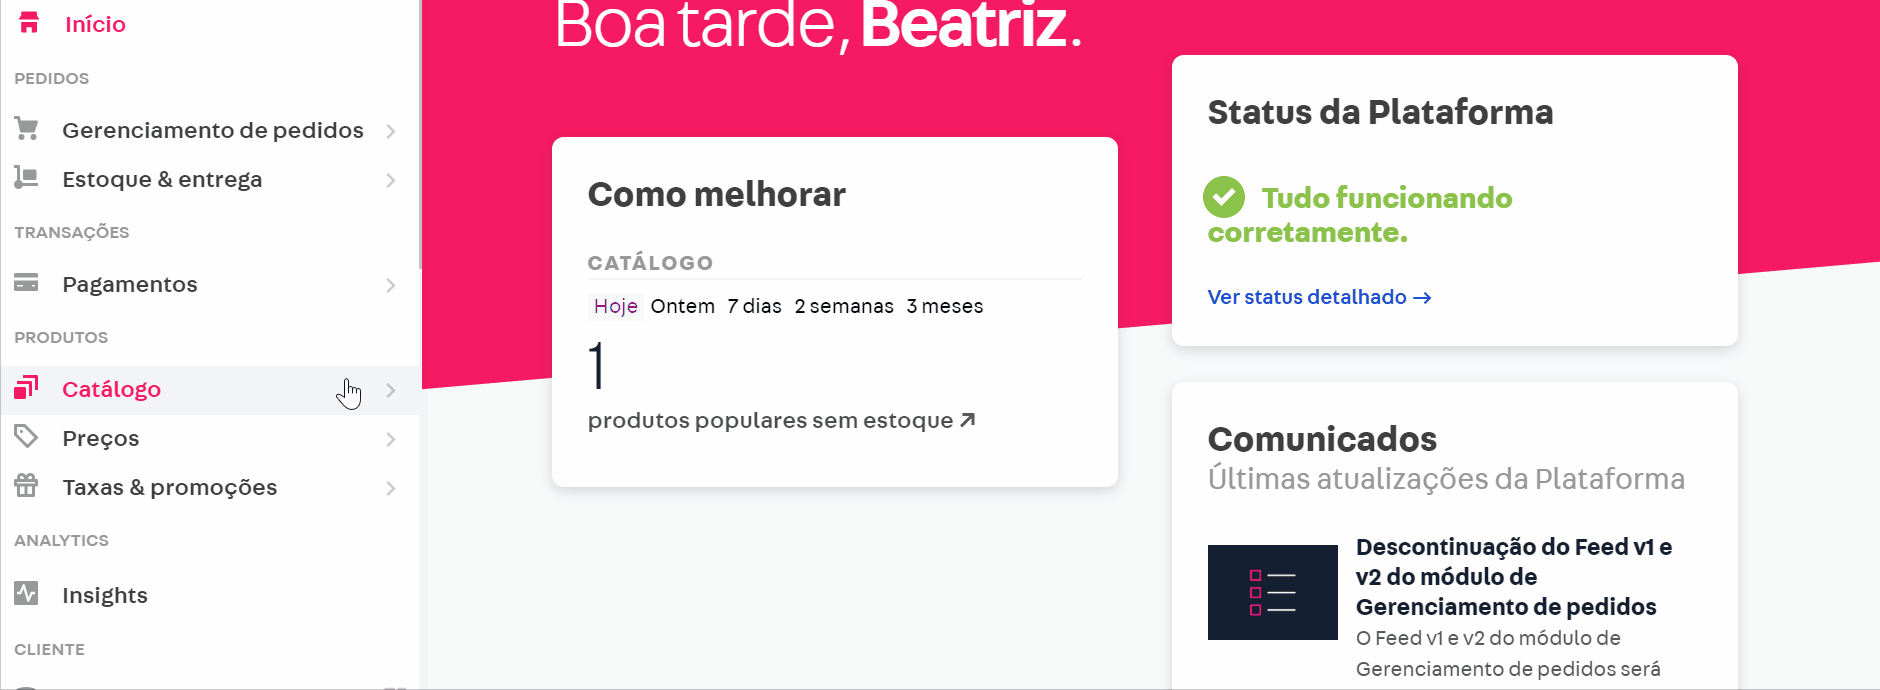 Início
PEDIDOS
Gerenciamento de pedidos
Estoque & entrega
TRANSAÇÕES
Pagamentos
PRODUTOS
Catálogo
Preços
Taxas & promoções
ANALYTICS
Insights
CLIENTE
Boa tarde, Beatriz.
Como melhorar
CATÁLOGO
Hoje Ontem 7 dias 2 semanas 3 meses
1
produtos populares sem estoque
Status da Plataforma
Tudo funcionando
corretamente.
Ver status detalhado →
Comunicados
Últimas atualizações da Plataforma
Descontinuação do Feed v1 e
v2 do módulo de
Gerenciamento de pedidos
O Feed v1 e v2 do módulo de
Gerenciamento de pedidos será